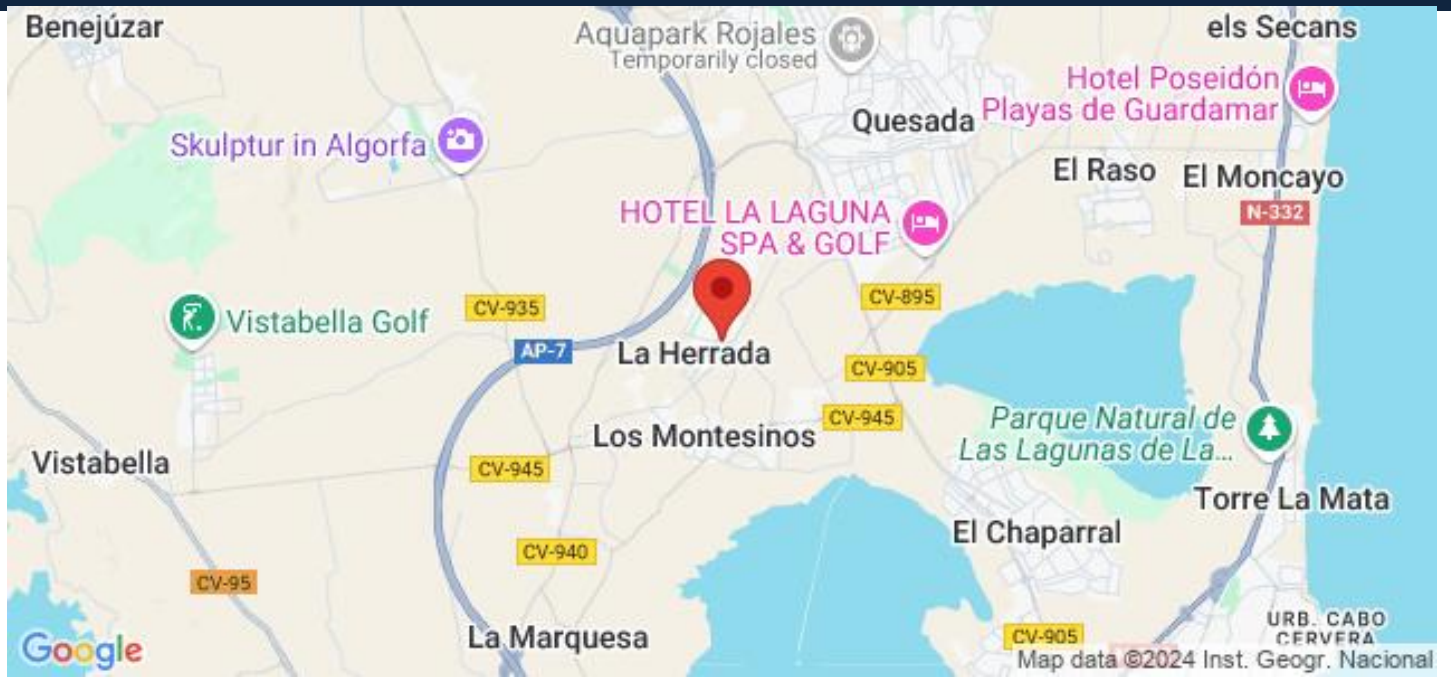 Benejúzar
Aquapark Rojales
Temporarily closed
els Secans
Hotel Poseidón
Playas de Guardamar
Quesada
Skulptur in Algorfa
El Raso
El Moncayo
N-332
HOTEL LA LAGUNA
SPA & GOLF
CV-895
CV-935
Vistabella Golf
AP-7
La Herrada
CV-905
CV-945
Parque Natural de
Las Lagunas de La...
Los Montesinos
Vistabella
CV-945
Torre La Mata
El Chaparral
CV-940
CV-95
URB. CABO
CERVERA
La Marquesa
CV-905
Google
Map data ©2024 Inst. Geogr. Nacional